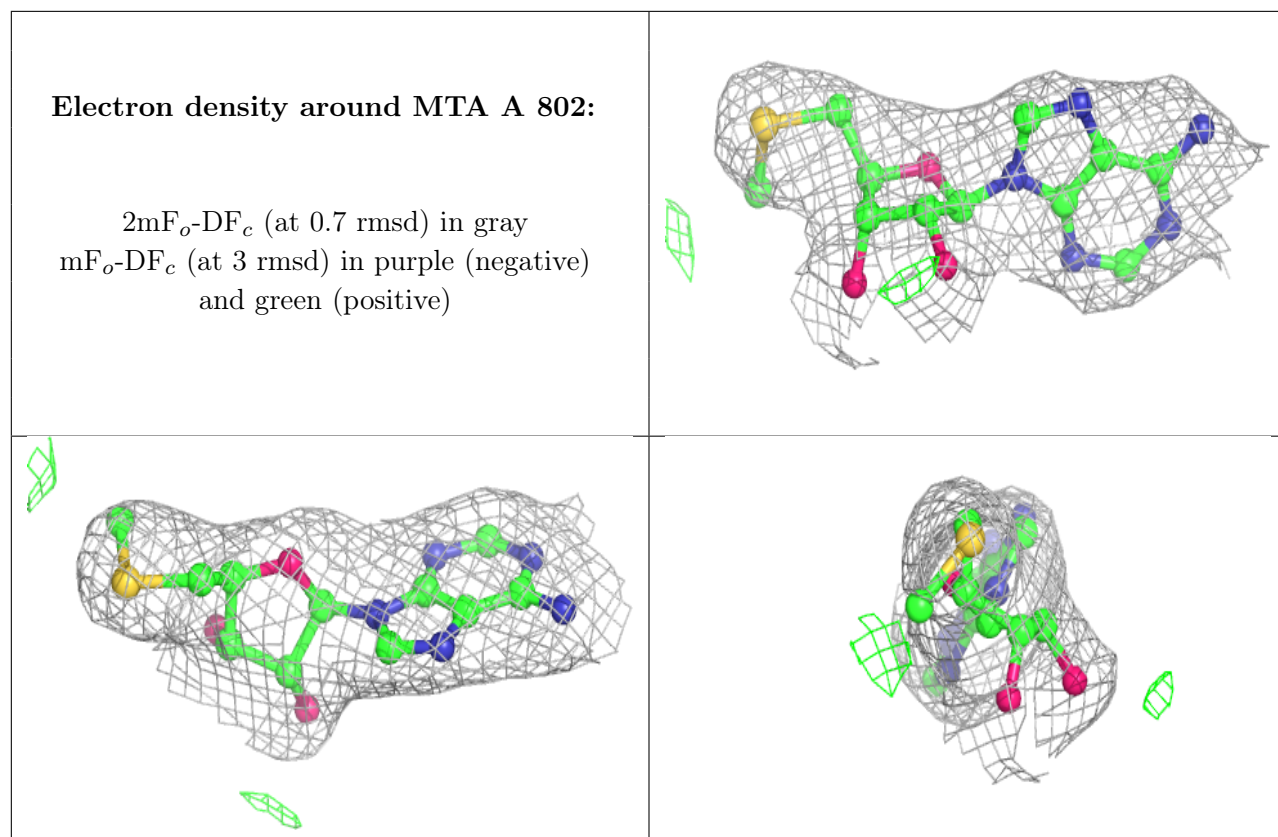 Electron density around MTA A 802:
2mFo-DFc (at 0.7 rmsd) in gray
mFo-DFc (at 3 rmsd) in purple (negative)
and green (positive)